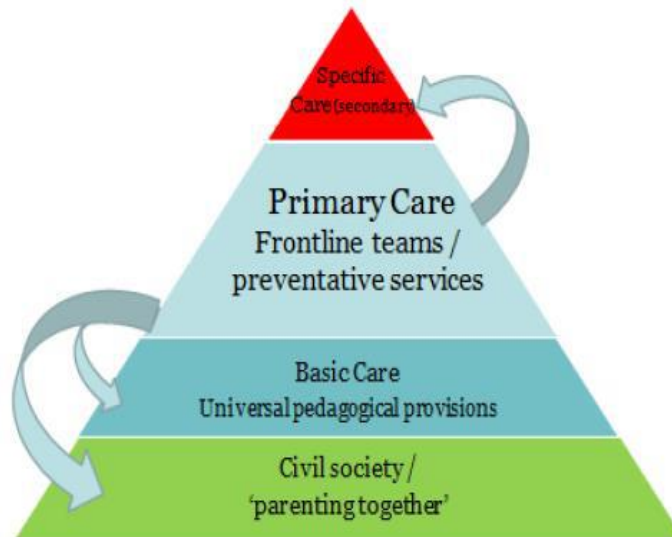 Specific
Care (secondary)
Primary Care
Frontline teams /
preventative services
Basic Care
Universal pedagogical provisions
Civil society /
‘parenting together’